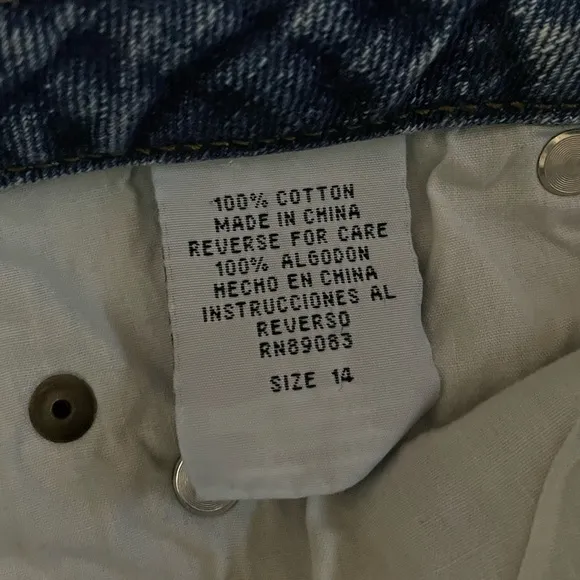 100% COTTON
MADE IN CHINA
REVERSE FOR CARE
100% ALGODON
HECHO EN CHINA
INSTRUCCIONES AL
REVERSO
RN89083
SIZE 14